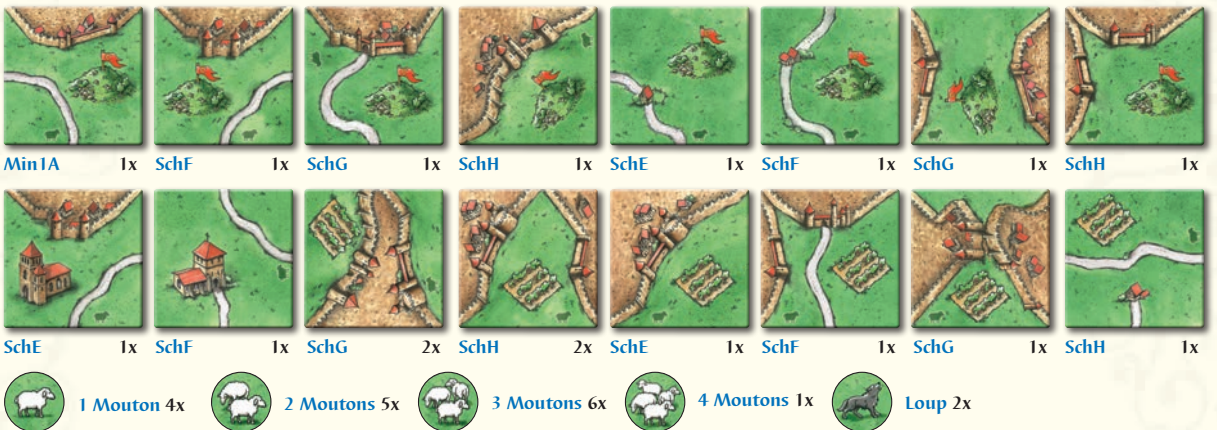 Min1A 1x SchF 1x SchG 1x SchH 1x SchE 1x SchF 1x SchG 1x SchH 1x
SchE 1x SchF 1x SchG 2x SchH 2x SchE 1x SchF 1x SchG 1x SchH 1x
1 Mouton 4x 2 Moutons 5x 3 Moutons 6x 4 Moutons 1x Loup 2x